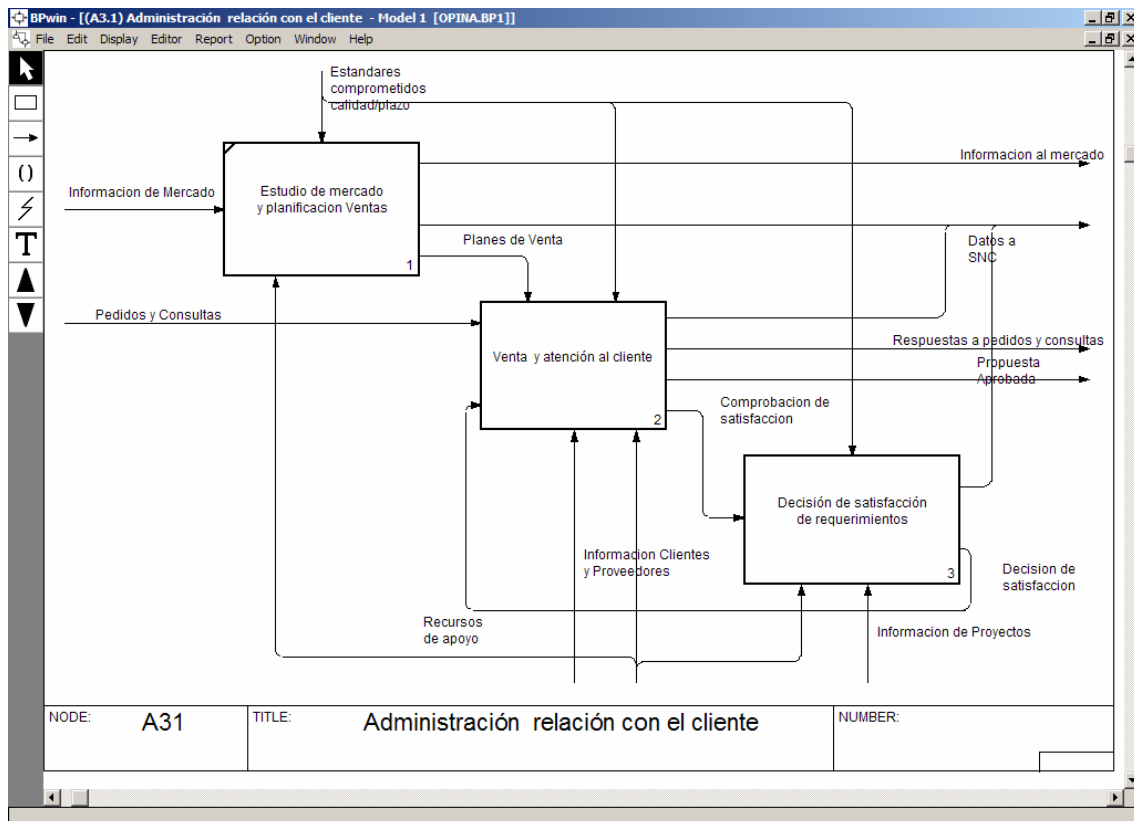 BPwin - [(A3.1) Administración relación con el cliente - Model 1 [OPINA.BP1]]
File Edit Display Editor Report Option Window Help
Estandares
comprometidos
calidad/plazo
Informacion al mercado
Informacion de Mercado
Estudio de mercado
y planificacion Ventas
1
Planes de Venta
Datos a
SNC
Pedidos y Consultas
Venta y atención al cliente
2
Respuestas a pedidos y consultas
Propuesta
Aprobada
Comprobacion de
satisfaccion
Decisión de satisfacción
de requerimientos
3
Informacion Clientes
y Proveedores
Decision de
satisfaccion
Recursos
de apoyo
Informacion de Proyectos
NODE: A31
TITLE: Administración relación con el cliente
NUMBER:
T